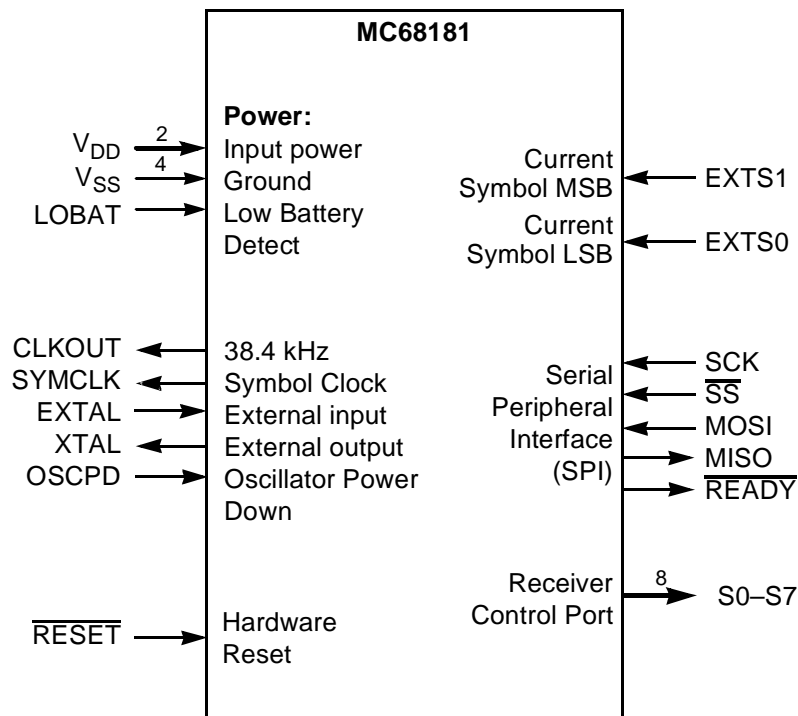 MC68181
Power:
VDD
2
Input power
VSS
4
Ground
LOBAT
Low Battery
Detect
Current
Symbol MSB
EXTS1
Current
Symbol LSB
EXTS0
CLKOUT
38.4 kHz
SYMCLK
Symbol Clock
EXTAL
External input
XTAL
External output
OSCPD
Oscillator Power
Down
Serial
Peripheral
Interface
(SPI)
SCK
SS
MOSI
MISO
READY
RESET
Hardware
Reset
Receiver
Control Port
8
S0–S7